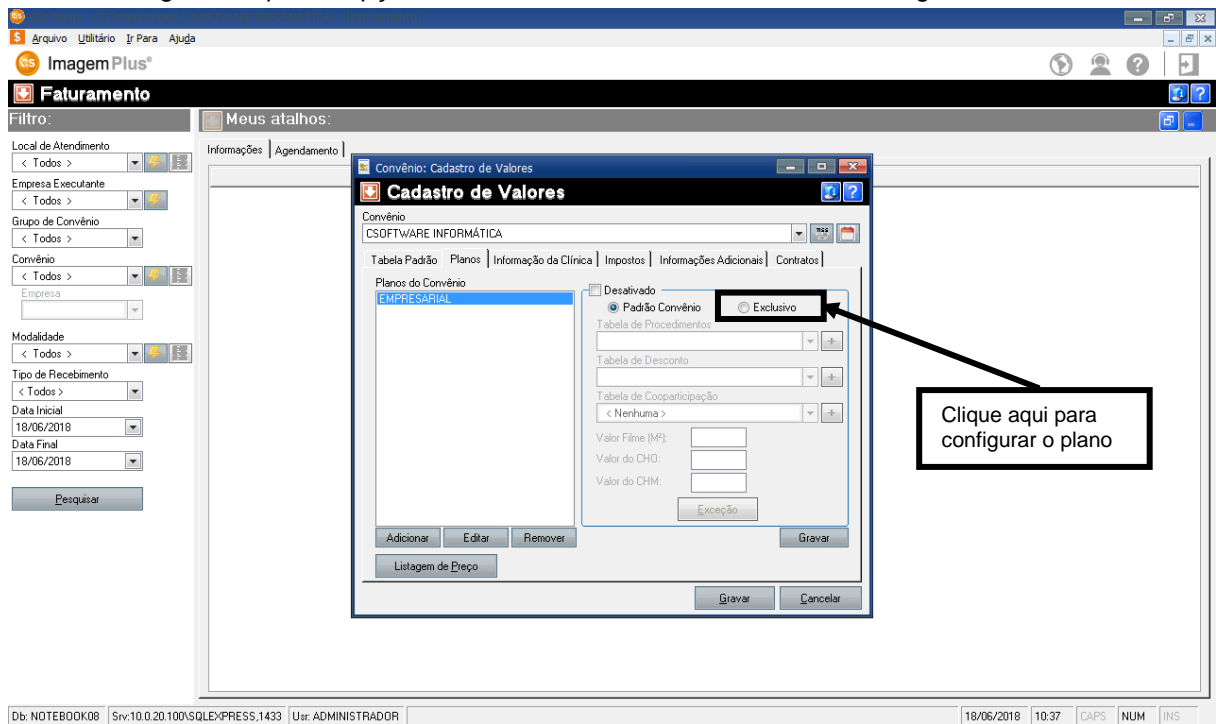 Arquivo Utilitário Ir Para Ajuda
ImagemPlus®
Faturamento
Filtro:
Meus atalhos:
Local de Atendimento
< Todos >
Empresa Executante
< Todos >
Grupo de Convênio
< Todos >
Convênio
< Todos >
Empresa
Modalidade
< Todos >
Tipo de Recebimento
< Todos >
Data Inicial
18/06/2018
Data Final
18/06/2018
Pesquisar
Informações Agendamento
Convênio: Cadastro de Valores
Cadastro de Valores
Convênio
CSOFTWARE INFORMÁTICA
Tabela Padrão Planos Informação da Clínica Impostos Informações Adicionais Contratos
Planos do Convênio
EMPRESARIAL
Desativado
Padrão Convênio Exclusivo
Tabela de Procedimentos
Tabela de Desconto
Tabela de Cooparticipação
< Nenhuma >
Valor Filme (M²):
Valor do CHO:
Valor do CHM:
Exceção
Adicionar Editar Remover Gravar
Listagem de Preço
Gravar Cancelar
Clique aqui para
configurar o plano
Db: NOTEBOOK08 Srv:10.0.20.100\SQLEXPRESS,1433 Usr: ADMINISTRADOR 18/06/2018 10:37 CAPS NUM INS